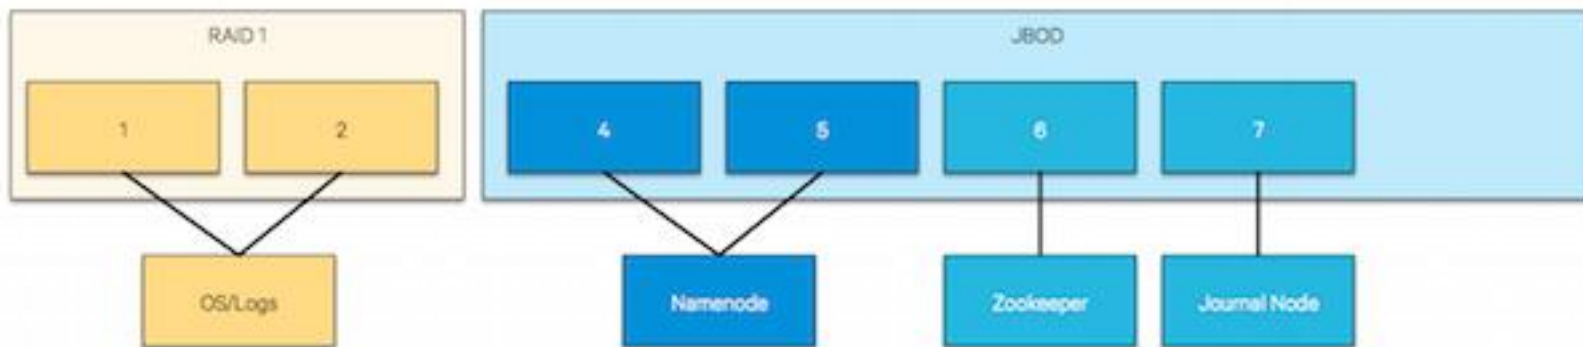 RAID 1
JBOD
1
2
4
5
6
7
OS/Logs
Namenode
Zookeeper
Journal Node